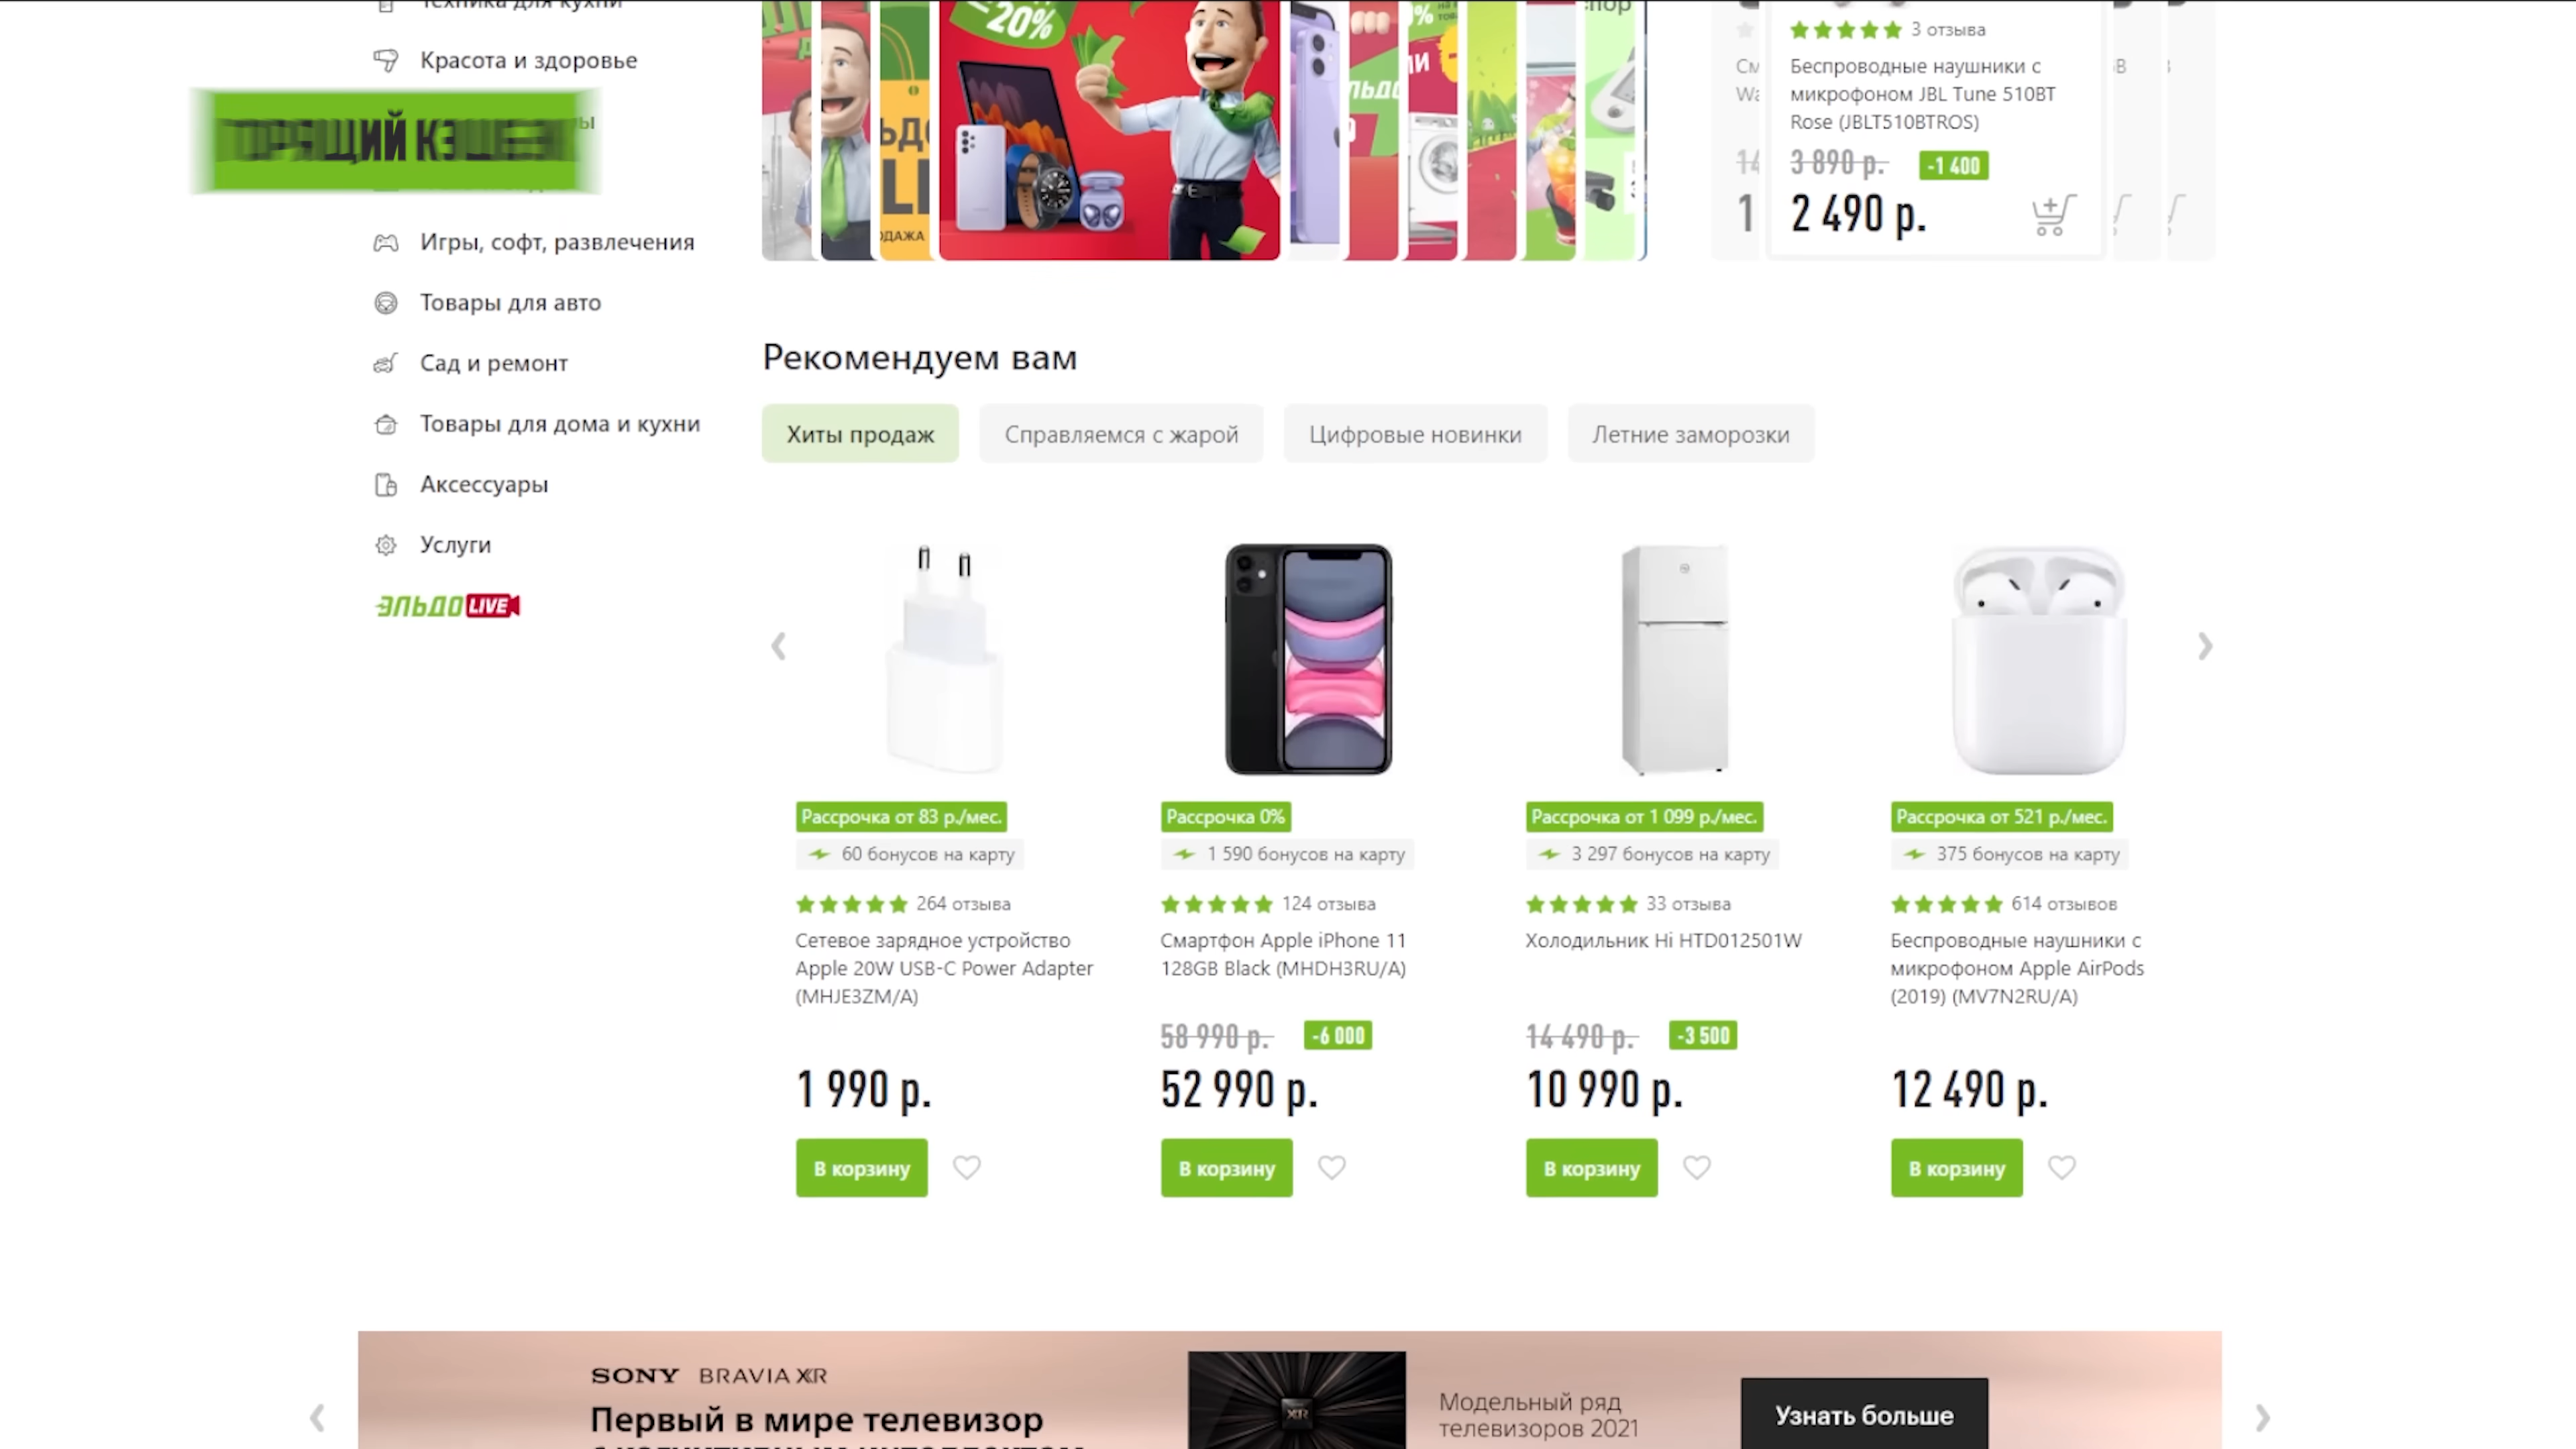 Техника для кухни
Красота и здоровье
Игры, софт, развлечения
Товары для авто
Сад и ремонт
Товары для дома и кухни
Аксессуары
Услуги
ЭЛЬДО LIVE
-20%
3 отзыва
Беспроводные наушники с
микрофоном JBL Tune 510BT
Rose (JBLT510BTROS)
3 890 р. -1 400
2 490 р.
Рекомендуем вам
Хиты продаж Справляемся с жарой Цифровые новинки Летние заморозки
Рассрочка от 83 р./мес.
60 бонусов на карту
264 отзыва
Сетевое зарядное устройство
Apple 20W USB-C Power Adapter
(MHJE3ZM/A)
1 990 р.
В корзину
Рассрочка 0%
1 590 бонусов на карту
124 отзыва
Смартфон Apple iPhone 11
128GB Black (MHDH3RU/A)
58 990 р. -6 000
52 990 р.
В корзину
Рассрочка от 1 099 р./мес.
3 297 бонусов на карту
33 отзыва
Холодильник Hi HTD012501W
14 490 р. -3 500
10 990 р.
В корзину
Рассрочка от 521 р./мес.
375 бонусов на карту
614 отзывов
Беспроводные наушники с
микрофоном Apple AirPods
(2019) (MV7N2RU/A)
12 490 р.
В корзину
SONY BRAVIA XR
Первый в мире телевизор
XR
Модельный ряд
телевизоров 2021
Узнать больше